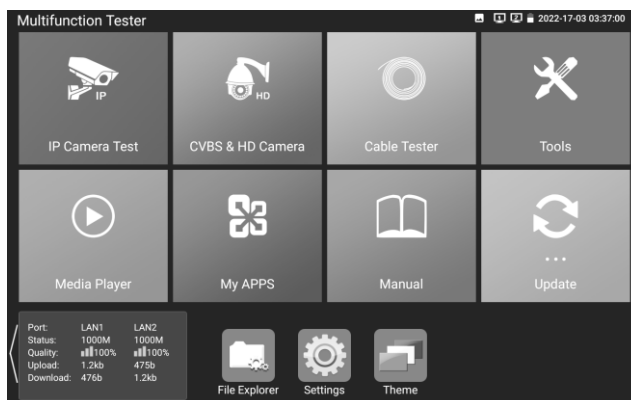 Multifunction Tester
1 2 2022-17-03 03:37:00
IP HD
IP Camera Test CVBS & HD Camera Cable Tester Tools
Media Player My APPS Manual Update
Port: LAN1 LAN2
Status: 1000M 1000M
Quality: 100% 100%
Upload: 1.2kb 475b
Download: 476b 1.2kb
File Explorer Settings Theme